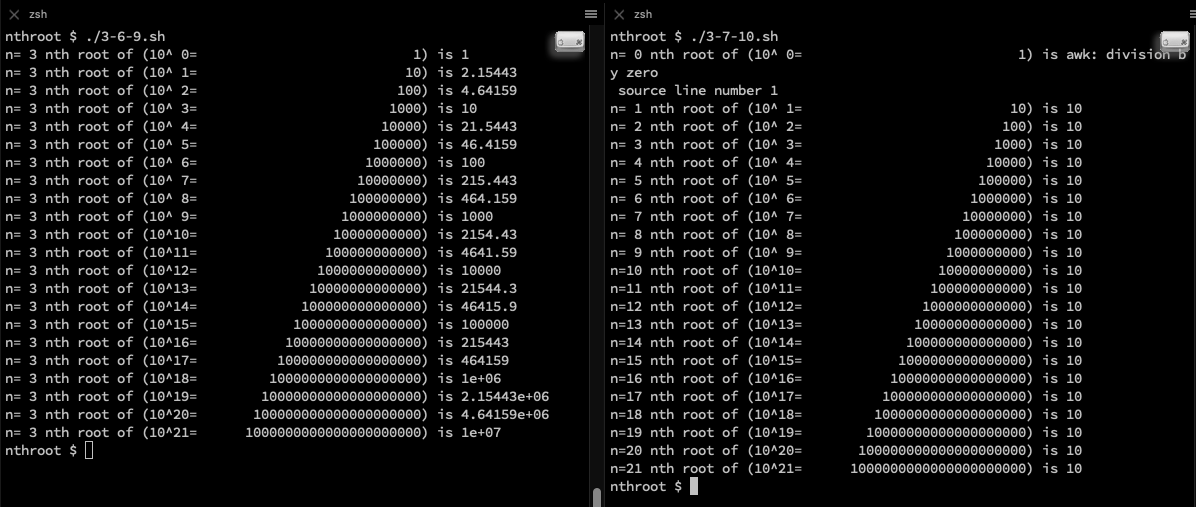 zsh
nthroot $ ./3-6-9.sh
n= 3 nth root of (10^ 0=                           1) is 1
n= 3 nth root of (10^ 1=                          10) is 2.15443
n= 3 nth root of (10^ 2=                         100) is 4.64159
n= 3 nth root of (10^ 3=                        1000) is 10
n= 3 nth root of (10^ 4=                       10000) is 21.5443
n= 3 nth root of (10^ 5=                      100000) is 46.4159
n= 3 nth root of (10^ 6=                     1000000) is 100
n= 3 nth root of (10^ 7=                    10000000) is 215.443
n= 3 nth root of (10^ 8=                   100000000) is 464.159
n= 3 nth root of (10^ 9=                  1000000000) is 1000
n= 3 nth root of (10^10=                 10000000000) is 2154.43
n= 3 nth root of (10^11=                100000000000) is 4641.59
n= 3 nth root of (10^12=               1000000000000) is 10000
n= 3 nth root of (10^13=              10000000000000) is 21544.3
n= 3 nth root of (10^14=             100000000000000) is 46415.9
n= 3 nth root of (10^15=            1000000000000000) is 100000
n= 3 nth root of (10^16=           10000000000000000) is 215443
n= 3 nth root of (10^17=          100000000000000000) is 464159
n= 3 nth root of (10^18=         1000000000000000000) is 1e+06
n= 3 nth root of (10^19=        10000000000000000000) is 2.15443e+06
n= 3 nth root of (10^20=       100000000000000000000) is 4.64159e+06
n= 3 nth root of (10^21=      1000000000000000000000) is 1e+07
nthroot $
zsh
nthroot $ ./3-7-10.sh
n= 0 nth root of (10^ 0=                           1) is awk: division b
y zero
 source line number 1
n= 1 nth root of (10^ 1=                          10) is 10
n= 2 nth root of (10^ 2=                         100) is 10
n= 3 nth root of (10^ 3=                        1000) is 10
n= 4 nth root of (10^ 4=                       10000) is 10
n= 5 nth root of (10^ 5=                      100000) is 10
n= 6 nth root of (10^ 6=                     1000000) is 10
n= 7 nth root of (10^ 7=                    10000000) is 10
n= 8 nth root of (10^ 8=                   100000000) is 10
n= 9 nth root of (10^ 9=                  1000000000) is 10
n=10 nth root of (10^10=                 10000000000) is 10
n=11 nth root of (10^11=                100000000000) is 10
n=12 nth root of (10^12=               1000000000000) is 10
n=13 nth root of (10^13=              10000000000000) is 10
n=14 nth root of (10^14=             100000000000000) is 10
n=15 nth root of (10^15=            1000000000000000) is 10
n=16 nth root of (10^16=           10000000000000000) is 10
n=17 nth root of (10^17=          100000000000000000) is 10
n=18 nth root of (10^18=         1000000000000000000) is 10
n=19 nth root of (10^19=        10000000000000000000) is 10
n=20 nth root of (10^20=       100000000000000000000) is 10
n=21 nth root of (10^21=      1000000000000000000000) is 10
nthroot $